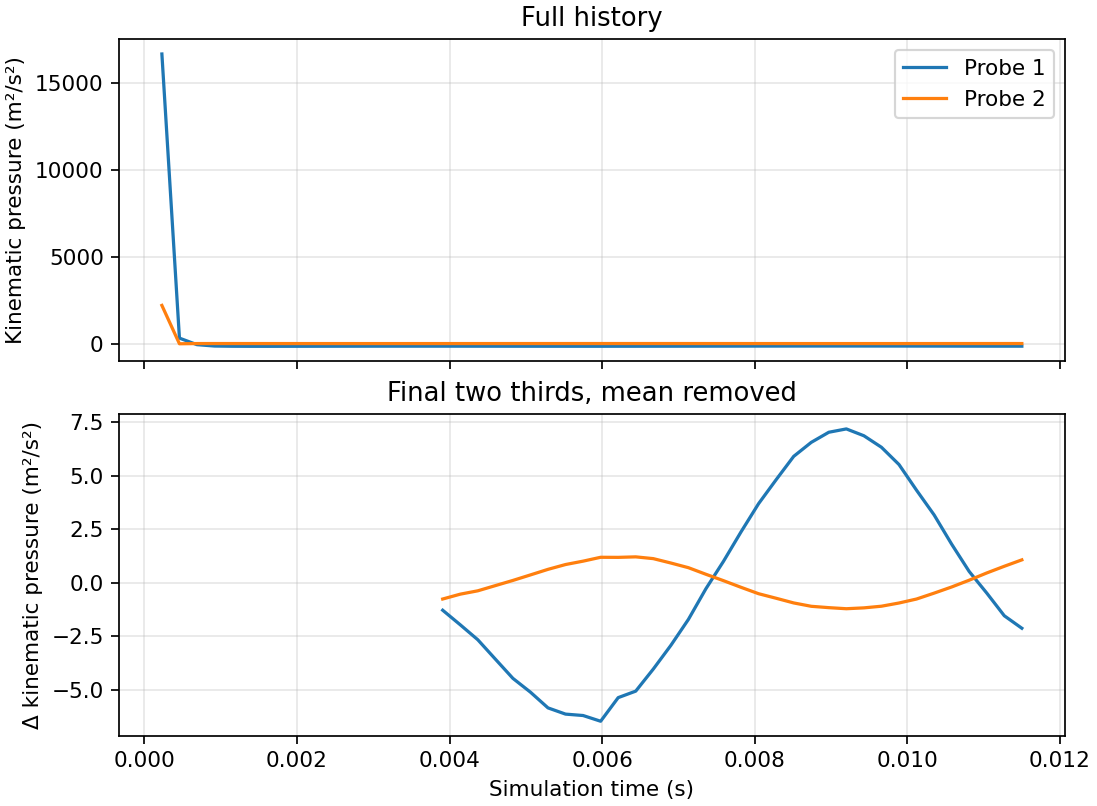 Full history
Kinematic pressure (m²/s²)
15000
10000
5000
0
Probe 1
Probe 2
Final two thirds, mean removed
Δ kinematic pressure (m²/s²)
7.5
5.0
2.5
0.0
−2.5
−5.0
0.000 0.002 0.004 0.006 0.008 0.010 0.012
Simulation time (s)